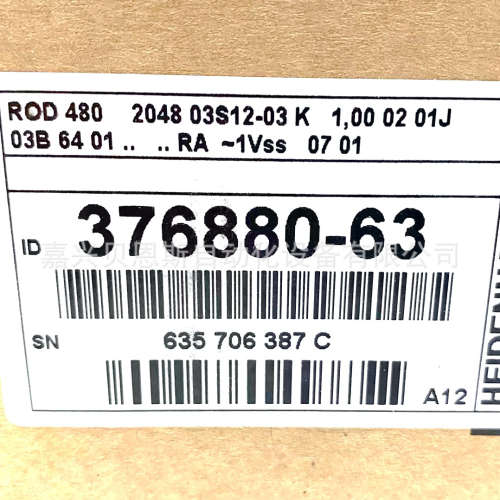 ROD 480 2048 03S12-03 K 1,00 02 01J
03B 64 01 .. .. RA ~1Vss 07 01
ID 376880-63
嘉兴贝恩斯自动化设备有限公司
SN 635 706 387 C
A12